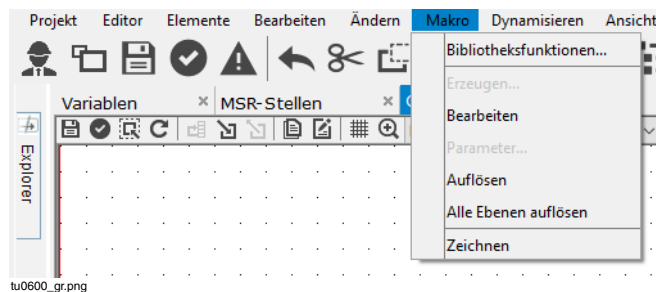 Projekt Editor Elemente Bearbeiten Ändern Makro Dynamisieren Ansicht
Bibliotheksfunktionen...
Erzeugen...
Bearbeiten
Parameter...
Auflösen
Alle Ebenen auflösen
Zeichnen
Variablen × MSR-Stellen ×
Explorer
tu0600_gr.png